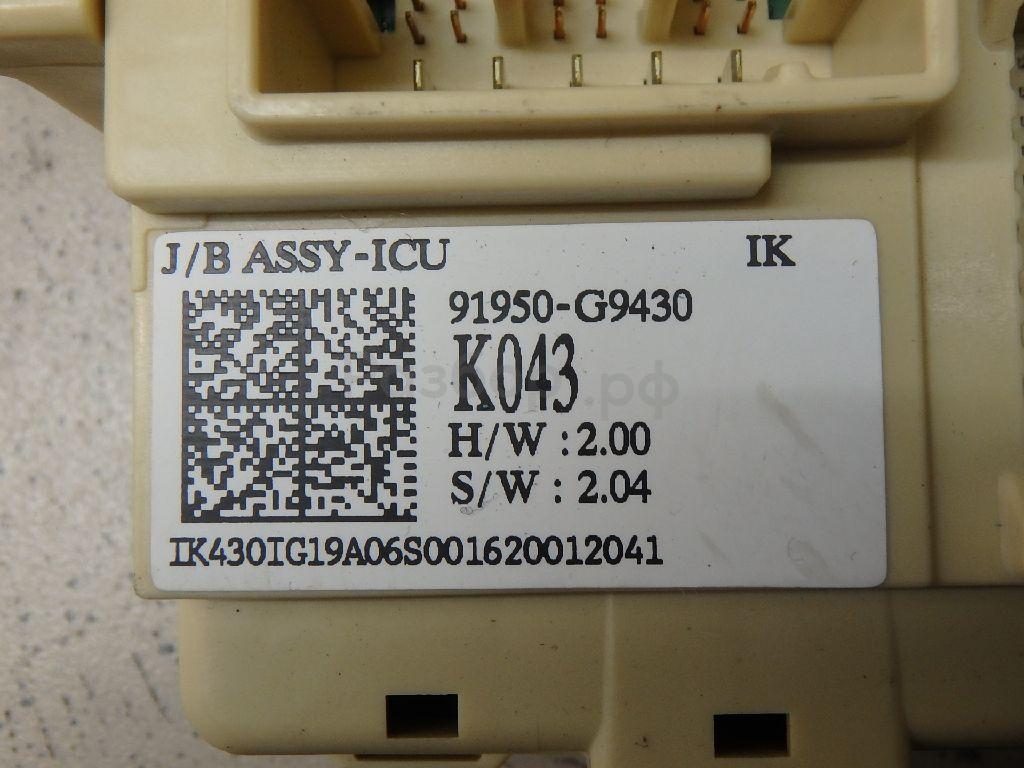 J/B ASSY-ICU IK
91950-G9430
K043
H/W : 2.00
S/W : 2.04
IK430IG19A06S001620012041